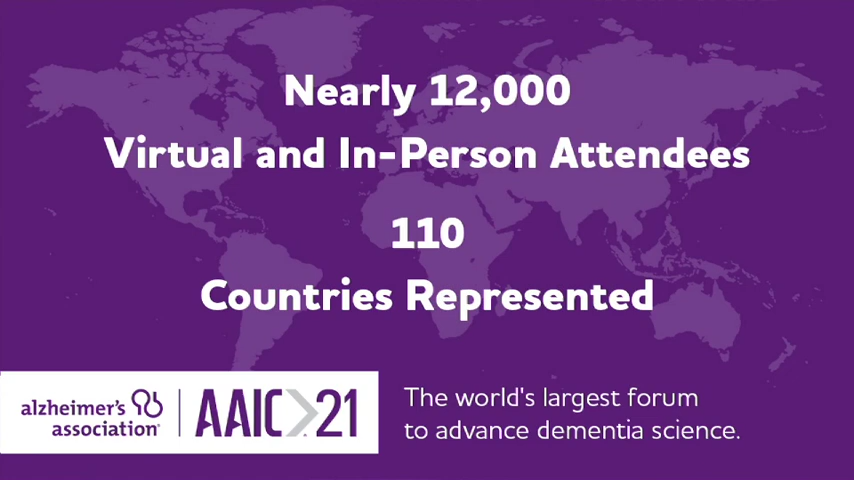 Nearly 12,000
Virtual and In-Person Attendees
110
Countries Represented
alzheimer's
association®
AAIC>21
The world's largest forum
to advance dementia science.